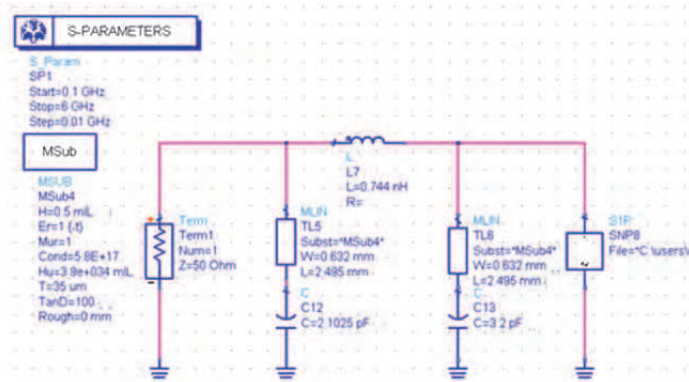 S-PARAMETERS
S_Param
SP1
Start=0.1 GHz
Stop=6 GHz
Step=0.01 GHz
MSub
MSUB
MSub4
H=0.5 mil,
Er=1 {-t}
Mur=1
Cond=5.8E+17
Hu=3.9e+034 mil,
T=35 um
TanD=100
Rough=0 mm
Term
Term1
Num=1
Z=50 Ohm
MLIN
TL5
Subst="MSub4"
W=0.632 mm
L=2.495 mm
C
C12
C=2.1025 pF
L
L7
L=0.744 nH
R=
MLIN
TL6
Subst="MSub4"
W=0.632 mm
L=2.495 mm
C
C13
C=3.2 pF
S1P
SNP8
File="C:\users\